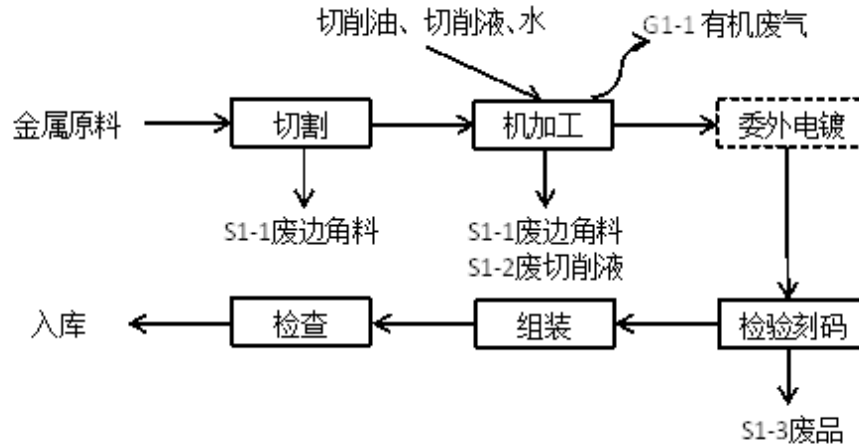 切削油、切削液、水
G1-1有机废气
金属原料
切割
机加工
委外电镀
S1-1废边角料
S1-1废边角料
S1-2废切削液
入库
检查
组装
检验刻码
S1-3废品